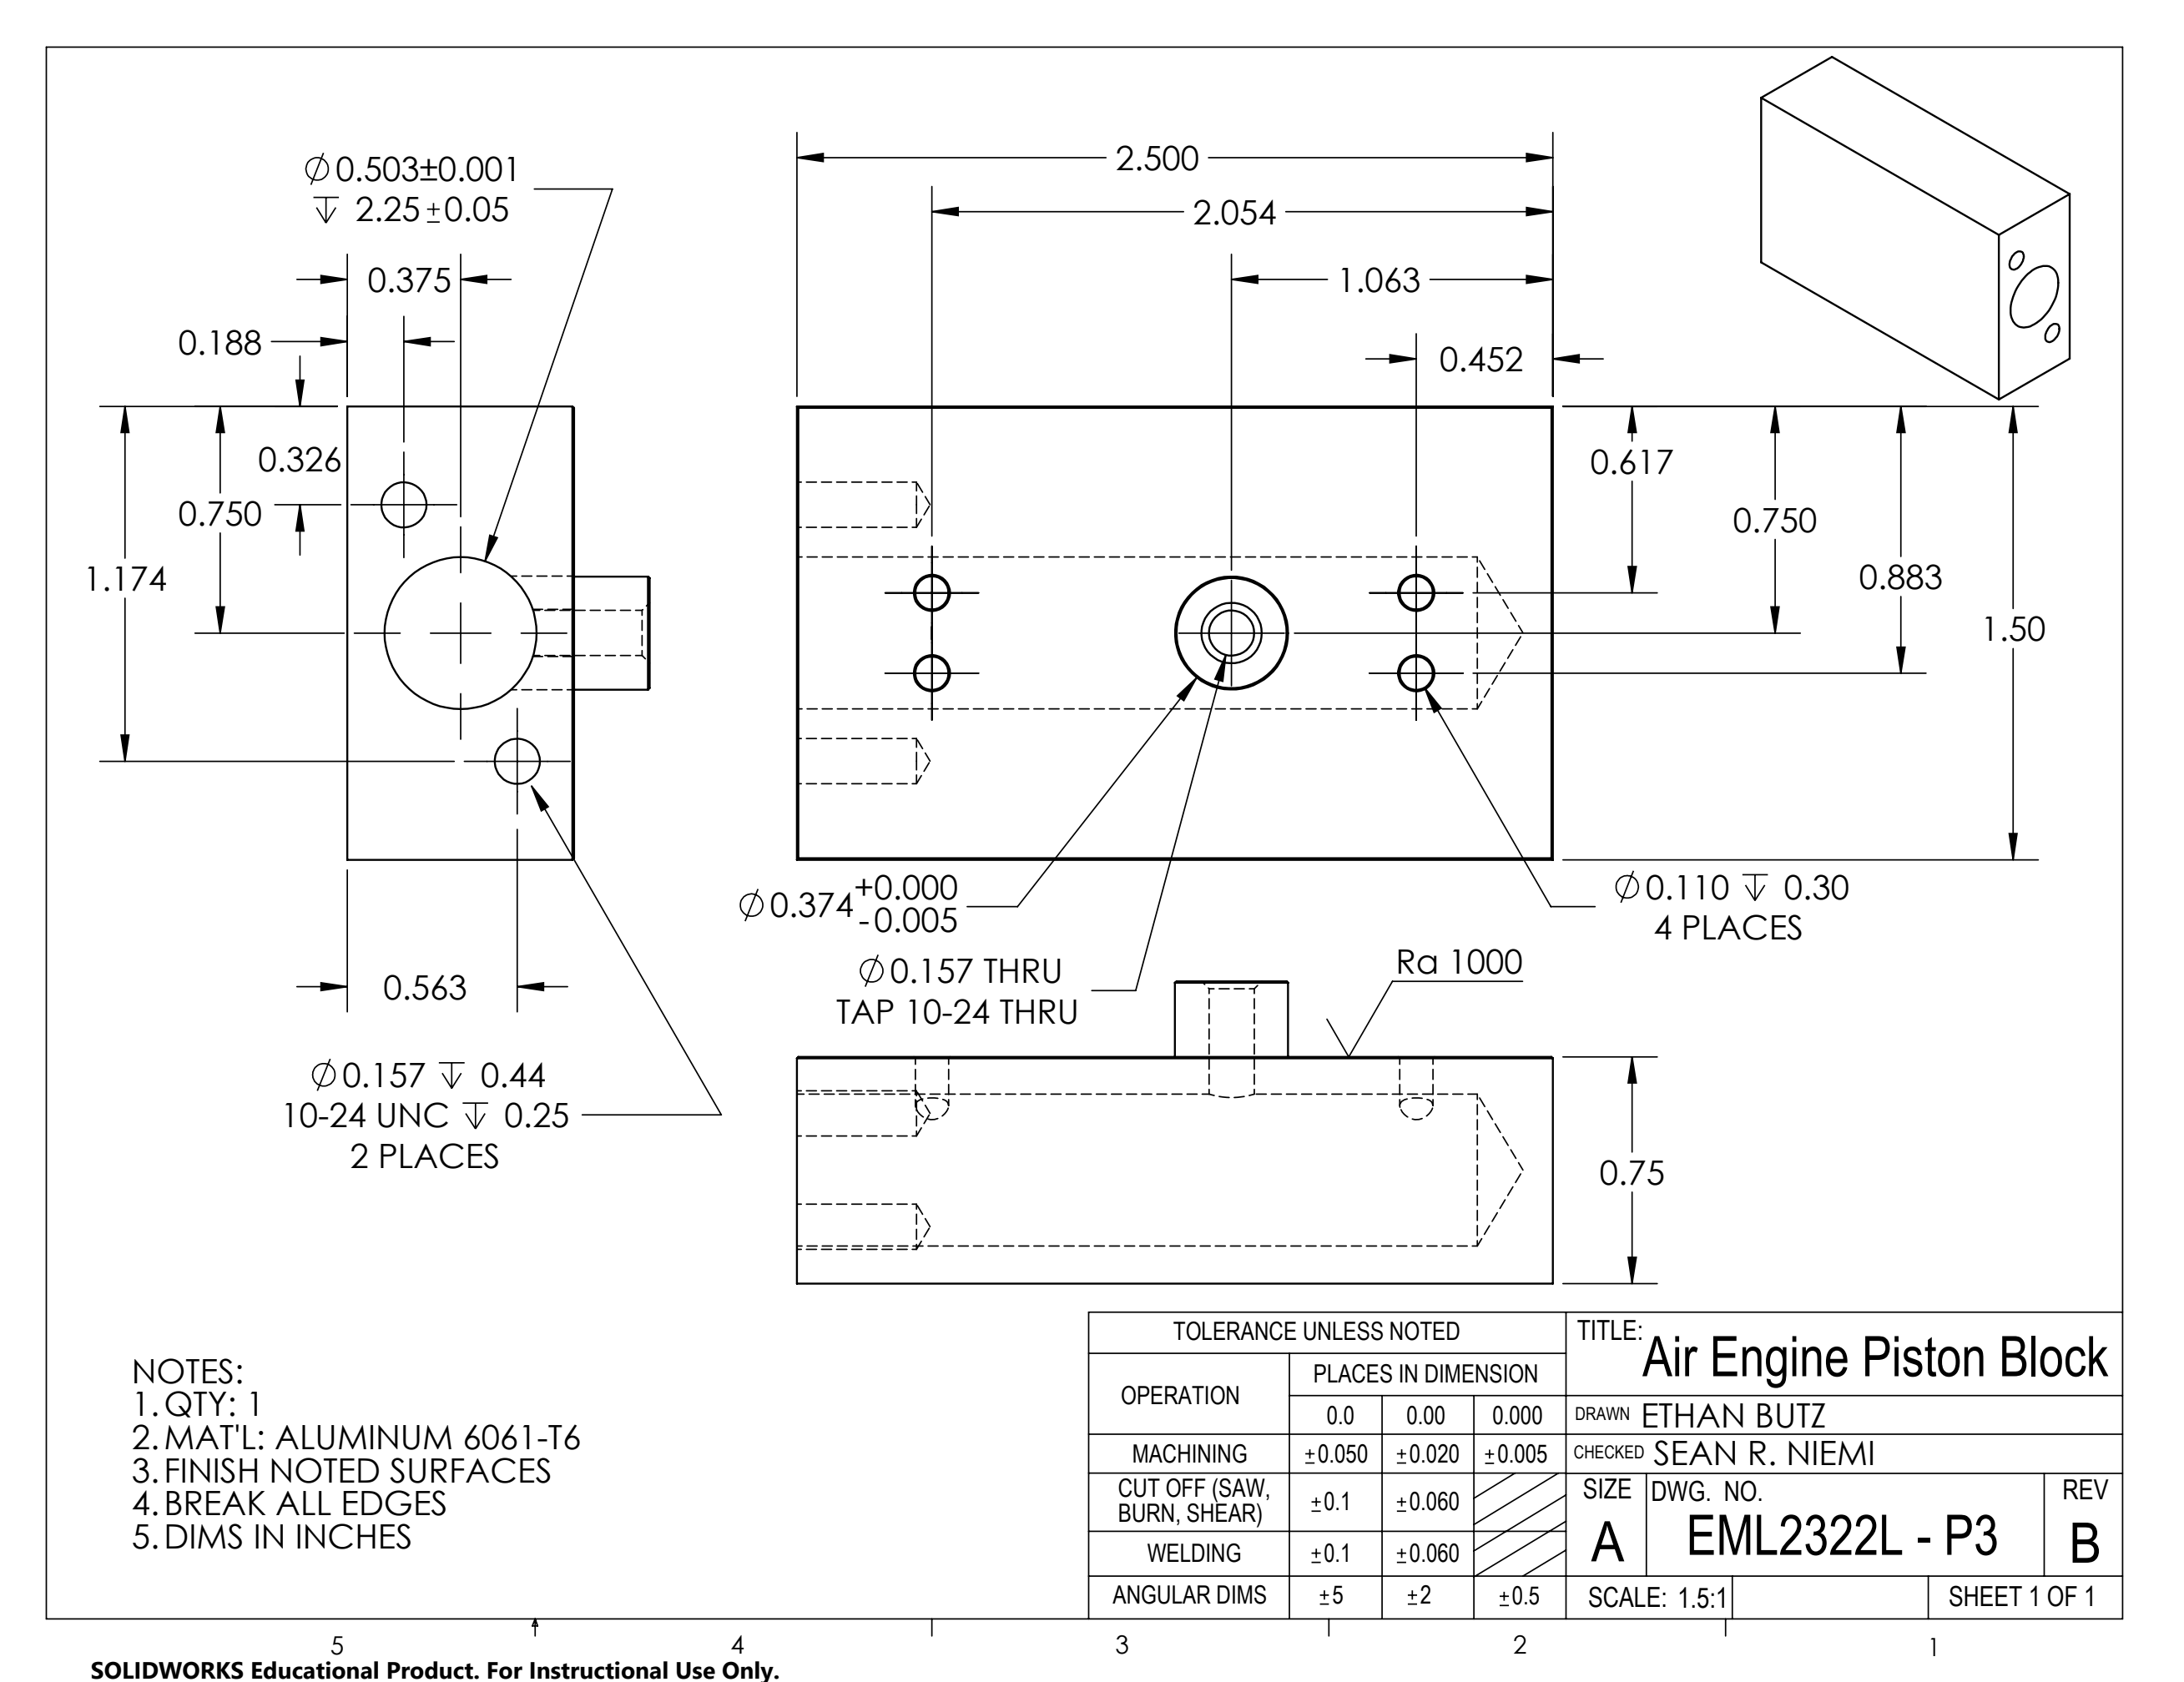 ⌀0.503±0.001
↧ 2.25±0.05
0.375
0.188
0.326
0.750
1.174
0.563
⌀0.157 ↧ 0.44
10-24 UNC ↧ 0.25
2 PLACES
2.500
2.054
1.063
0.452
0.617
0.750
0.883
1.50
⌀0.374 +0.000
-0.005
⌀0.157 THRU
TAP 10-24 THRU
⌀0.110 ↧ 0.30
4 PLACES
Ra 1000
0.75
NOTES:
1. QTY: 1
2. MAT'L: ALUMINUM 6061-T6
3. FINISH NOTED SURFACES
4. BREAK ALL EDGES
5. DIMS IN INCHES
TOLERANCE UNLESS NOTED
OPERATION
PLACES IN DIMENSION
0.0 0.00 0.000
MACHINING ±0.050 ±0.020 ±0.005
CUT OFF (SAW,
BURN, SHEAR) ±0.1 ±0.060
WELDING ±0.1 ±0.060
ANGULAR DIMS ±5 ±2 ±0.5
TITLE: Air Engine Piston Block
DRAWN ETHAN BUTZ
CHECKED SEAN R. NIEMI
SIZE A
DWG. NO. EML2322L - P3
REV B
SCALE: 1.5:1
SHEET 1 OF 1
5 4 3 2 1
SOLIDWORKS Educational Product. For Instructional Use Only.